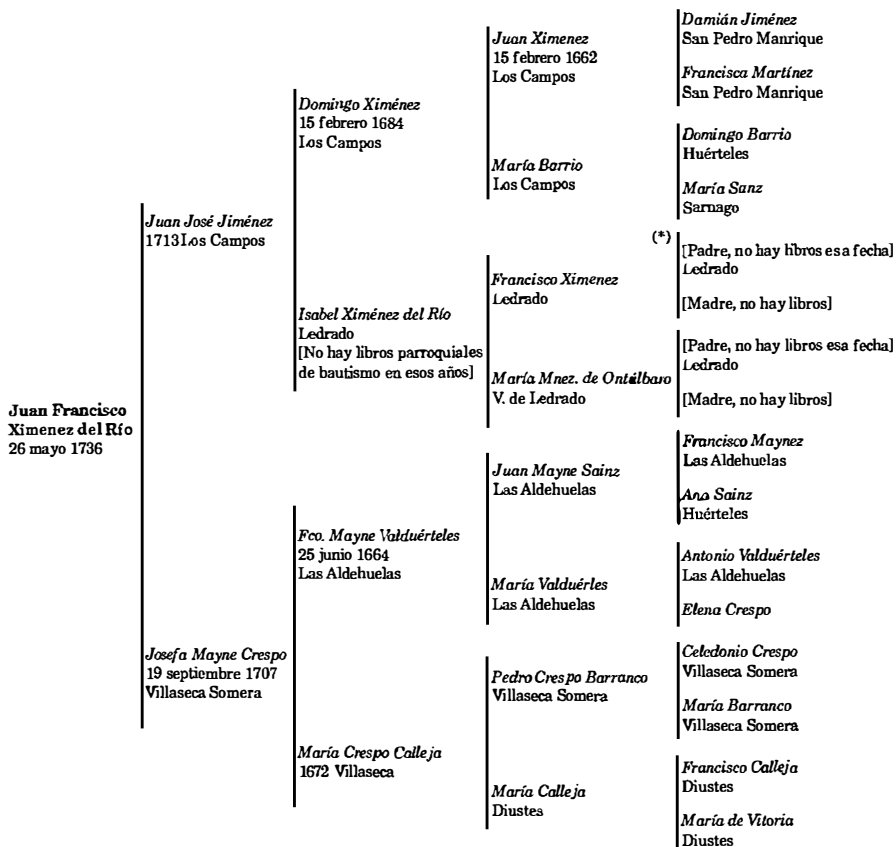 Juan Francisco
Ximenez del Río
26 mayo 1736
Juan José Jiménez
1713 Los Campos
Josefa Mayne Crespo
19 septiembre 1707
Villaseca Somera
Domingo Ximénez
15 febrero 1684
Los Campos
Isabel Ximénez del Río
Ledrado
[No hay libros parroquiales
de bautismo en esos años]
Fco. Mayne Valduérteles
25 junio 1664
Las Aldehuelas
María Crespo Calleja
1672 Villaseca
Juan Ximenez
15 febrero 1662
Los Campos
María Barrio
Los Campos
Francisco Ximenez
Ledrado
María Mnez. de Ontálbaro
V. de Ledrado
Juan Mayne Sainz
Las Aldehuelas
María Valduérles
Las Aldehuelas
Pedro Crespo Barranco
Villaseca Somera
María Calleja
Diustes
Damián Jiménez
San Pedro Manrique
Francisca Martínez
San Pedro Manrique
Domingo Barrio
Huérteles
María Sanz
Sarnago
(*)
[Padre, no hay libros esa fecha]
Ledrado
[Madre, no hay libros]
[Padre, no hay libros esa fecha]
Ledrado
[Madre, no hay libros]
Francisco Maynez
Las Aldehuelas
Ana Sainz
Huérteles
Antonio Valduérteles
Las Aldehuelas
Elena Crespo
Celedonio Crespo
Villaseca Somera
María Barranco
Villaseca Somera
Francisco Calleja
Diustes
María de Vitoria
Diustes